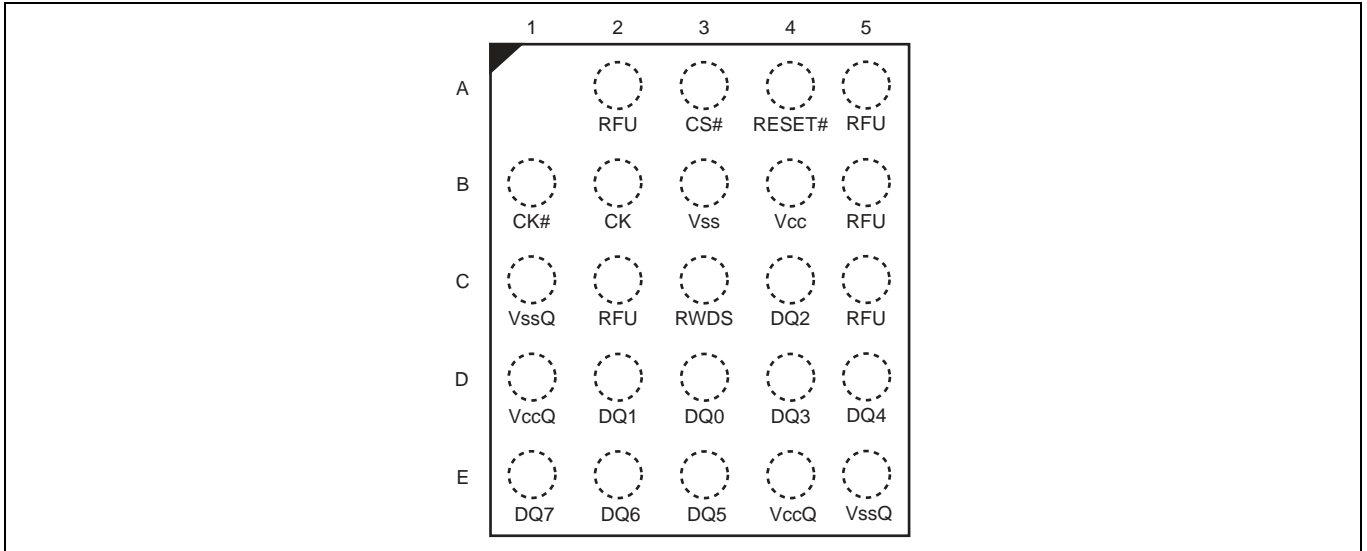 1 2 3 4 5
A
RFU CS# RESET# RFU
B
CK# CK Vss Vcc RFU
C
VssQ RFU RWDS DQ2 RFU
D
VccQ DQ1 DQ0 DQ3 DQ4
E
DQ7 DQ6 DQ5 VccQ VssQ